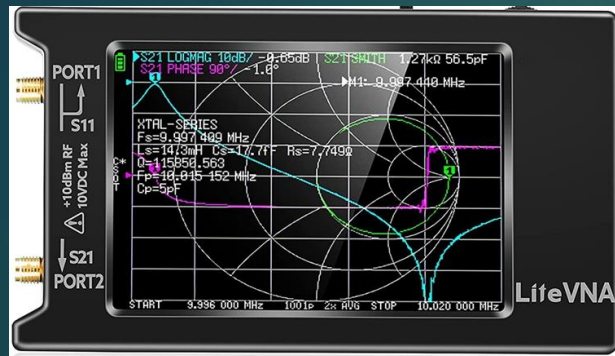 S21 LOGMAG 10dB/ -0.65dB S21 SMITH 1.27kΩ 56.5pF
S21 PHASE 90°/ -1.0° M1: 9.997 440 MHz
1
XTAL-SERIES
Fs=9.997 409 MHz
Ls=14.3mH Cs=17.7fF Rs=7.749Ω
Q=115850.563
Fp=10.015 152 MHz
Cp=5pF
1
START 9.996 000 MHz 1001p 2x AVG STOP 10.020 000 MHz
PORT1
S11
+10dBm RF
10VDC Max
S21
PORT2
LiteVNA